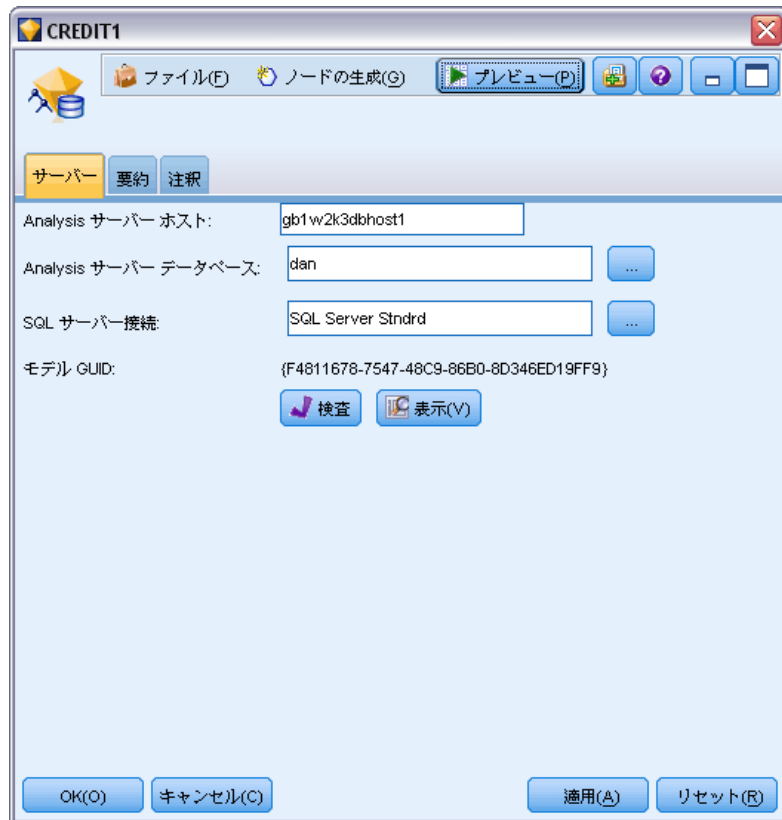 CREDIT1
ファイル(F) ノードの生成(G) プレビュー(P)
サーバー 要約 注釈
Analysis サーバー ホスト: gb1w2k3dbhost1
Analysis サーバー データベース: dan ...
SQL サーバー接続: SQL Server Stndrd ...
モデル GUID: {F4811678-7547-48C9-86B0-8D346ED19FF9}
検査 表示(V)
OK(O) キャンセル(C) 適用(A) リセット(R)